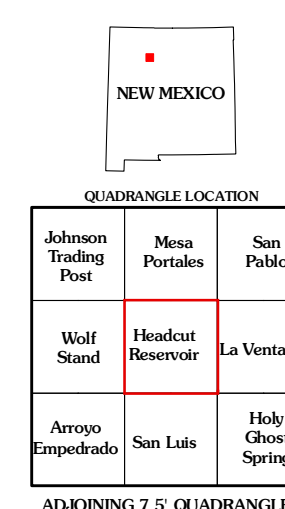 NEW MEXICO
QUADRANGLE LOCATION
Johnson
Trading
Post
Mesa
Portales
San
Pablo
Wolf
Stand
Headcut
Reservoir
La Venta
Arroyo
Empedrado
San Luis
Holy
Ghost
Spring
ADJOINING 7.5' QUADRANGLE